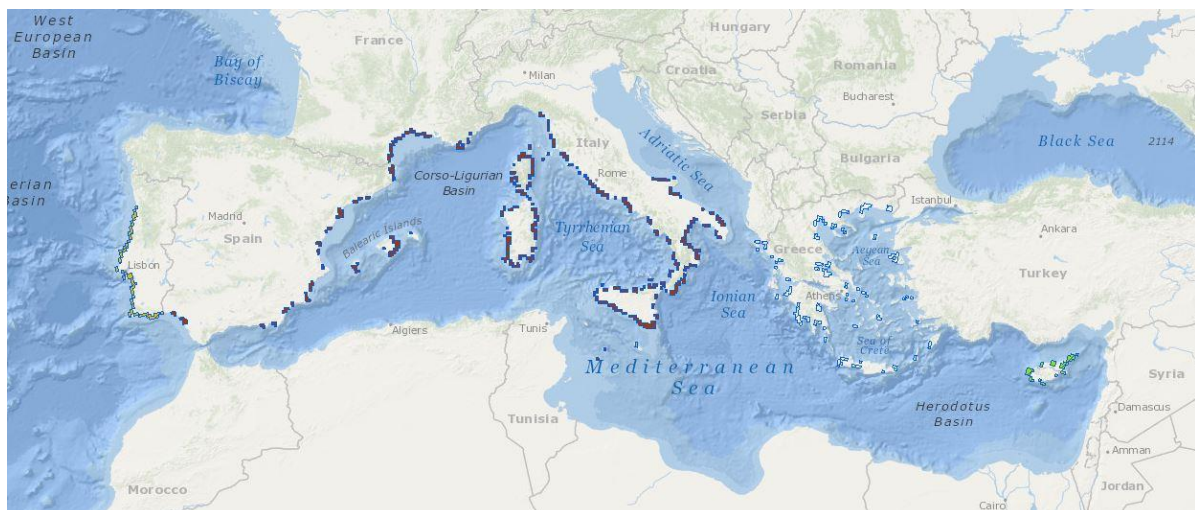 West
European
Basin
Bay of
Biscay
France
Hungary
Milan
Croatia
Romania
Bucharest
Serbia
Italy
Adriatic Sea
Black Sea
2114
Bulgaria
Corso-Ligurian
Basin
Rome
Istanbul
Basin
Madrid
Spain
Balearic Islands
Tyrrhenian
Sea
Ankara
Greece
Aegean
Sea
Turkey
Lisbon
Athens
Ionian
Sea
Algiers
Tunis
Sea of
Crete
Mediterranean
Sea
Syria
Herodotus
Basin
Damascus
Tunisia
Amman
Morocco
Jordan
Cairo